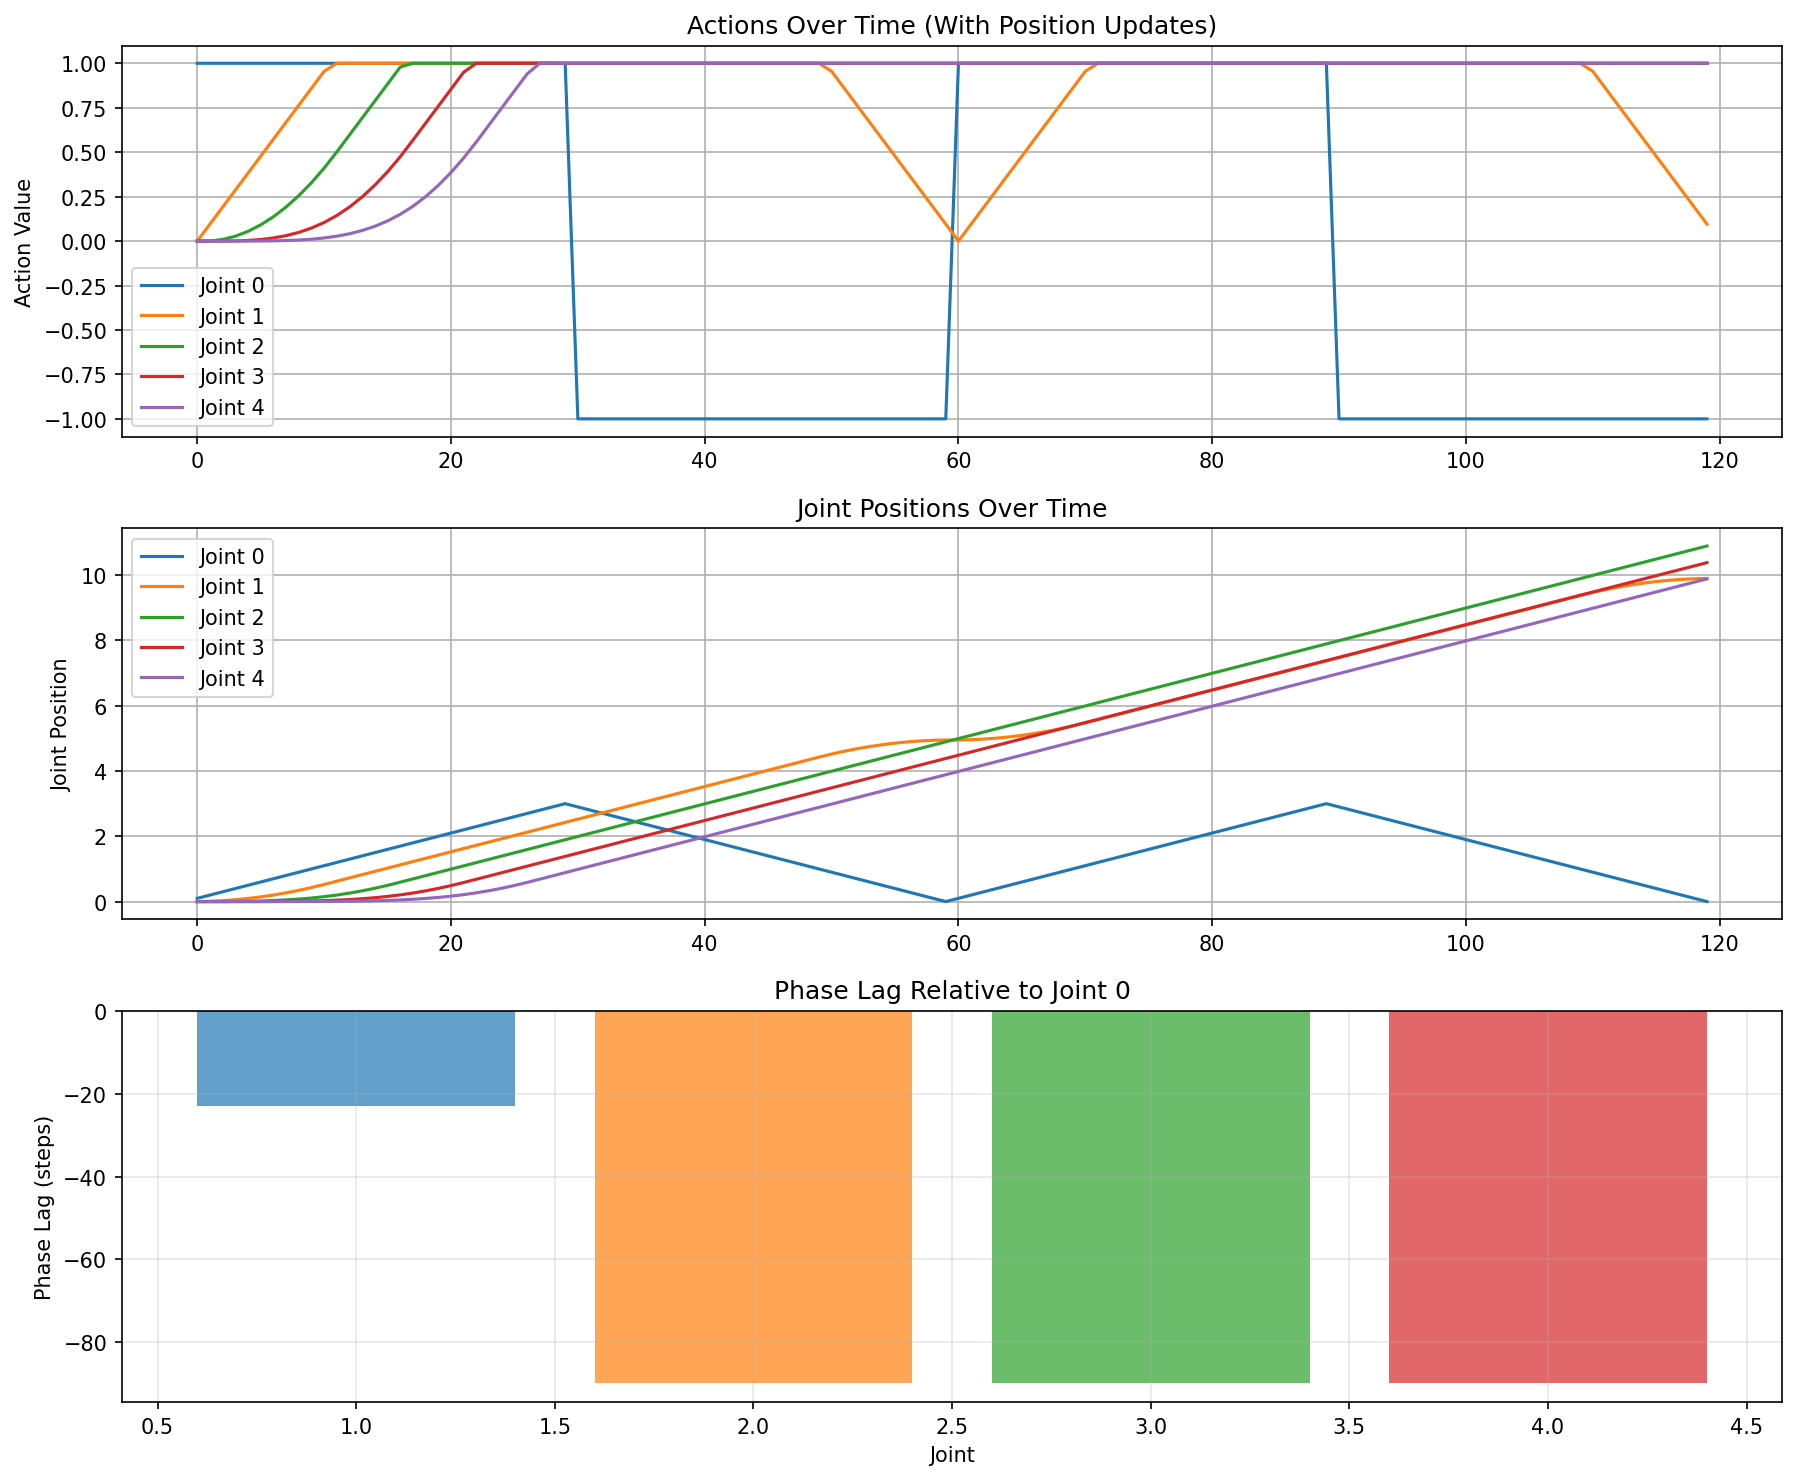 Actions Over Time (With Position Updates)
Action Value
1.00
0.75
0.50
0.25
0.00
−0.25
−0.50
−0.75
−1.00
Joint 0
Joint 1
Joint 2
Joint 3
Joint 4
0 20 40 60 80 100 120
Joint Positions Over Time
Joint Position
10
8
6
4
2
0
Joint 0
Joint 1
Joint 2
Joint 3
Joint 4
0 20 40 60 80 100 120
Phase Lag Relative to Joint 0
Phase Lag (steps)
0
−20
−40
−60
−80
0.5 1.0 1.5 2.0 2.5 3.0 3.5 4.0 4.5
Joint